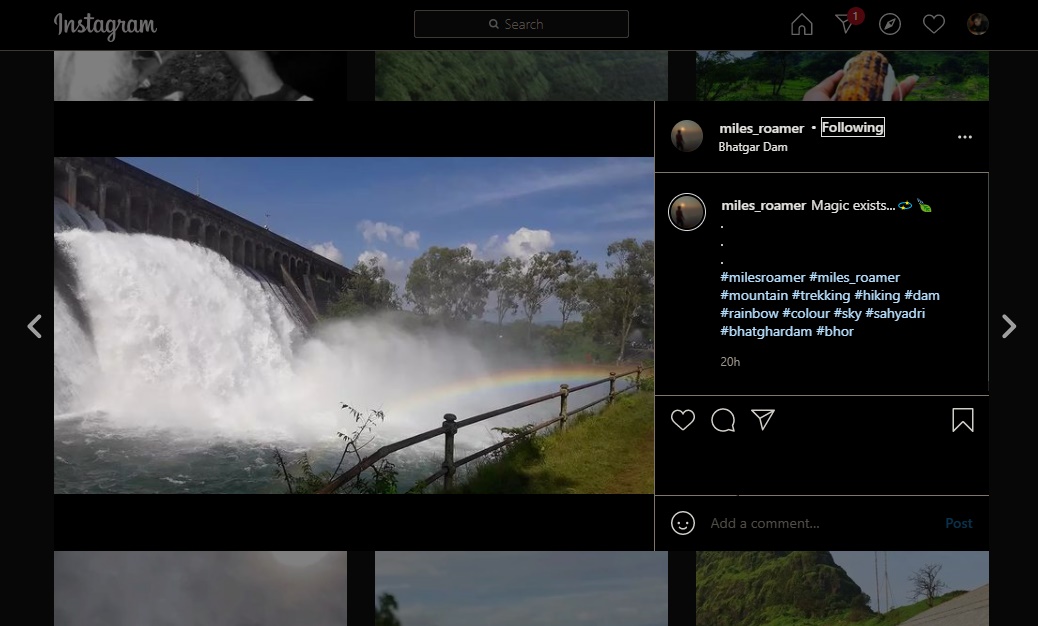 Instagram
Search
1
miles_roamer • Following
Bhatgar Dam
miles_roamer Magic exists...💫🍃
.
.
.
#milesroamer #miles_roamer
#mountain #trekking #hiking #dam
#rainbow #colour #sky #sahyadri
#bhatghardam #bhor
20h
Add a comment...
Post